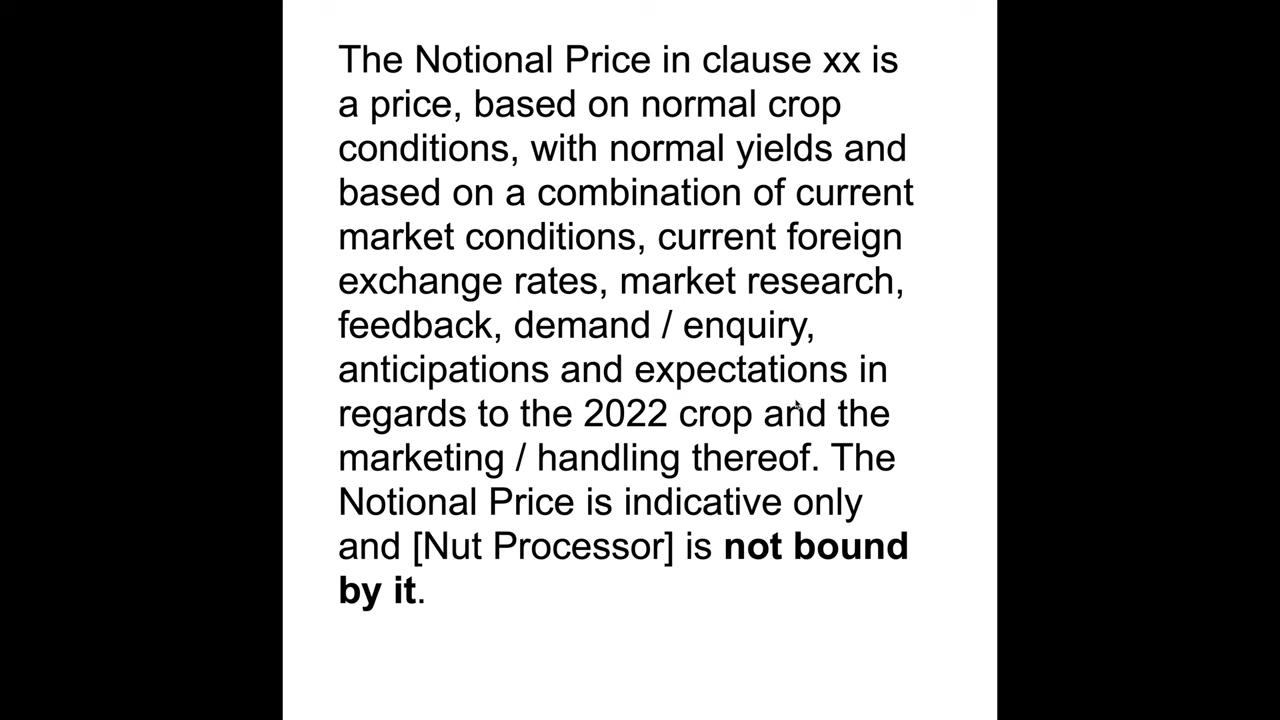 The Notional Price in clause xx is
a price, based on normal crop
conditions, with normal yields and
based on a combination of current
market conditions, current foreign
exchange rates, market research,
feedback, demand / enquiry,
anticipations and expectations in
regards to the 2022 crop and the
marketing / handling thereof. The
Notional Price is indicative only
and [Nut Processor] is not bound
by it.